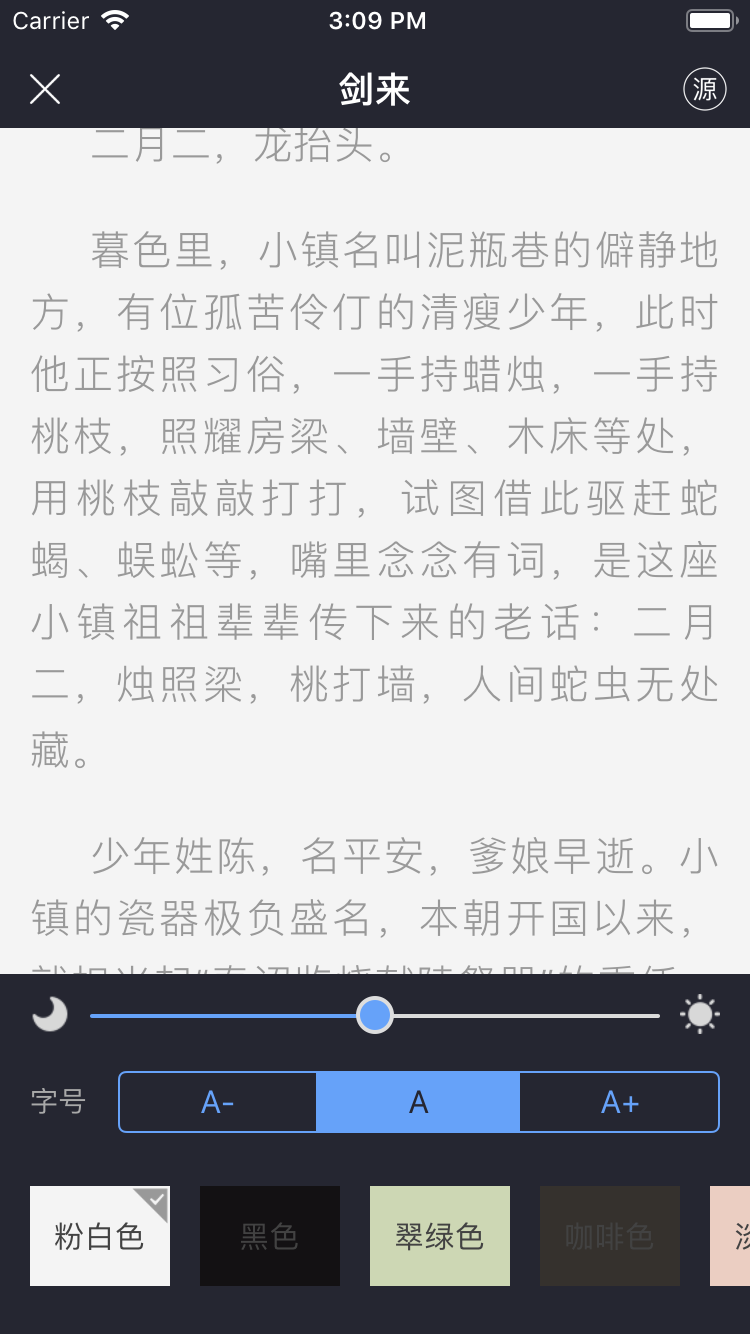 Carrier 3:09 PM
剑来 源
二月二，龙抬头。
暮色里，小镇名叫泥瓶巷的僻静地
方，有位孤苦伶仃的清瘦少年，此时
他正按照习俗，一手持蜡烛，一手持
桃枝，照耀房梁、墙壁、木床等处，
用桃枝敲敲打打，试图借此驱赶蛇
蝎、蜈蚣等，嘴里念念有词，是这座
小镇祖祖辈辈传下来的老话：二月
二，烛照梁，桃打墙，人间蛇虫无处
藏。
少年姓陈，名平安，爹娘早逝。小
镇的瓷器极负盛名，本朝开国以来，
字号 A- A A+
粉白色 黑色 翠绿色 咖啡色